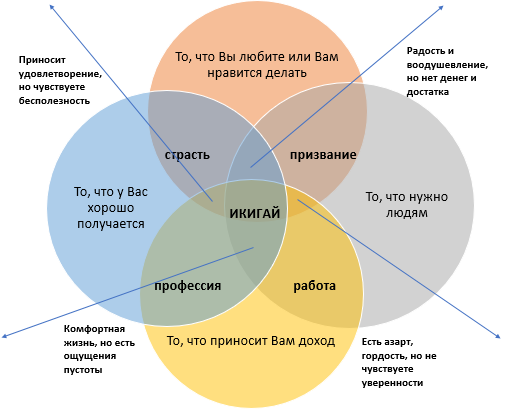 То, что Вы любите или Вам
нравится делать
Приносит
удовлетворение,
но чувствуете
бесполезность
Радость и
воодушевление,
но нет денег и
достатка
страсть
призвание
То, что у Вас
хорошо
получается
ИКИГАЙ
То, что нужно
людям
профессия
работа
То, что приносит Вам доход
Комфортная
жизнь, но есть
ощущения
пустоты
Есть азарт,
гордость, но не
чувствуете
уверенности